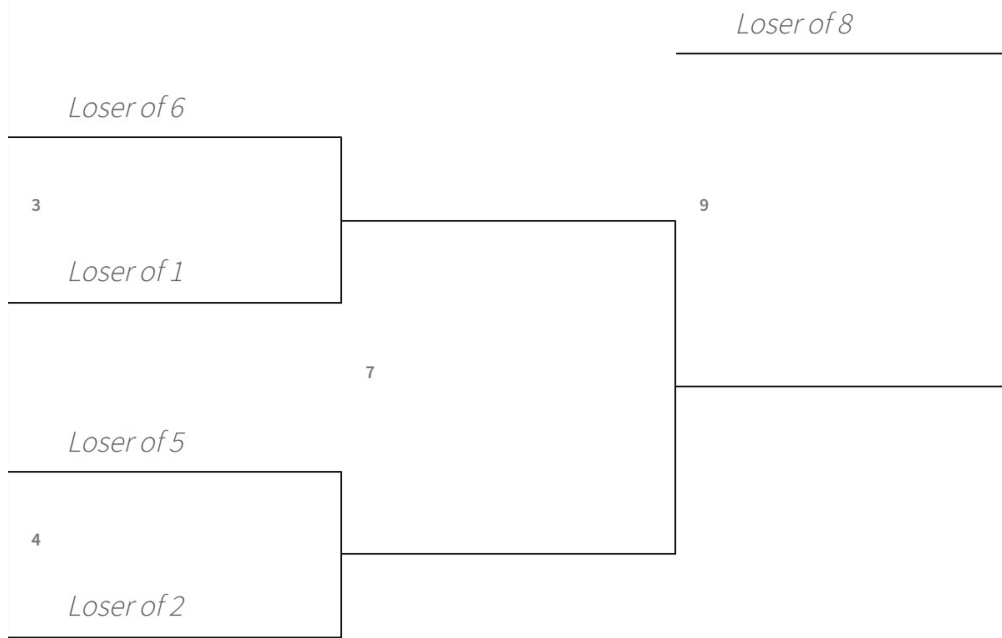 Loser of 8
Loser of 6
3
9
Loser of 1
7
Loser of 5
4
Loser of 2